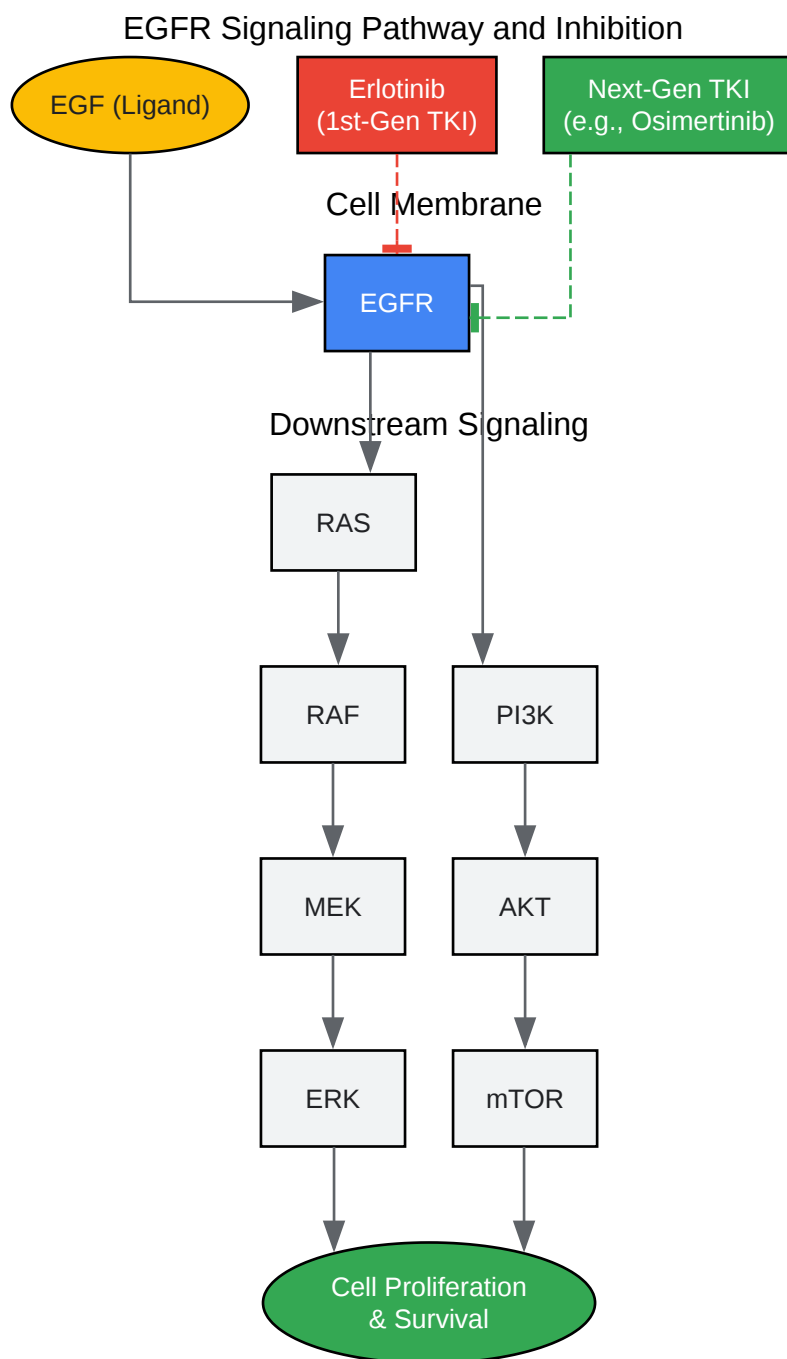 EGFR Signaling Pathway and Inhibition
EGF (Ligand)
Erlotinib
(1st-Gen TKI)
Next-Gen TKI
(e.g., Osimertinib)
Cell Membrane
EGFR
Downstream Signaling
RAS
RAF
PI3K
MEK
AKT
ERK
mTOR
Cell Proliferation
& Survival